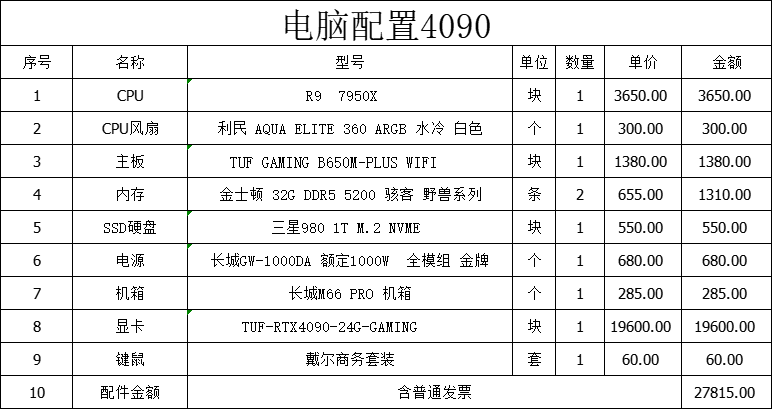 电脑配置4090
序号 名称 型号 单位 数量 单价 金额
1 CPU R9 7950X 块 1 3650.00 3650.00
2 CPU风扇 利民 AQUA ELITE 360 ARGB 水冷 白色 个 1 300.00 300.00
3 主板 TUF GAMING B650M-PLUS WIFI 块 1 1380.00 1380.00
4 内存 金士顿 32G DDR5 5200 骇客 野兽系列 条 2 655.00 1310.00
5 SSD硬盘 三星980 1T M.2 NVME 块 1 550.00 550.00
6 电源 长城GW-1000DA 额定1000W 全模组 金牌 个 1 680.00 680.00
7 机箱 长城M66 PRO 机箱 个 1 285.00 285.00
8 显卡 TUF-RTX4090-24G-GAMING 块 1 19600.00 19600.00
9 键鼠 戴尔商务套装 套 1 60.00 60.00
10 配件金额 含普通发票 27815.00